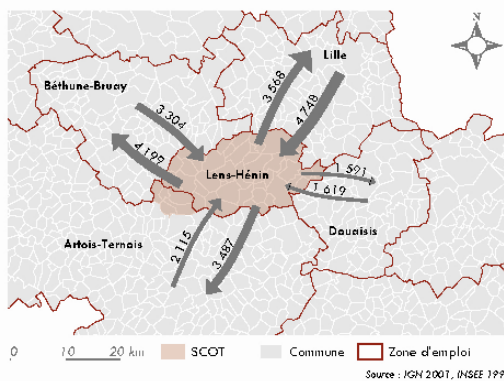 N
Lille
Béthune-Bruay
3 568
4 748
3 304
4 199
Lens-Hénin
1 591
1 619
Artois-Ternois
2 115
3 487
Douaisis
0 10 20 km
SCOT
Commune
Zone d'emploi
Source : IGN 2001, INSEE 199